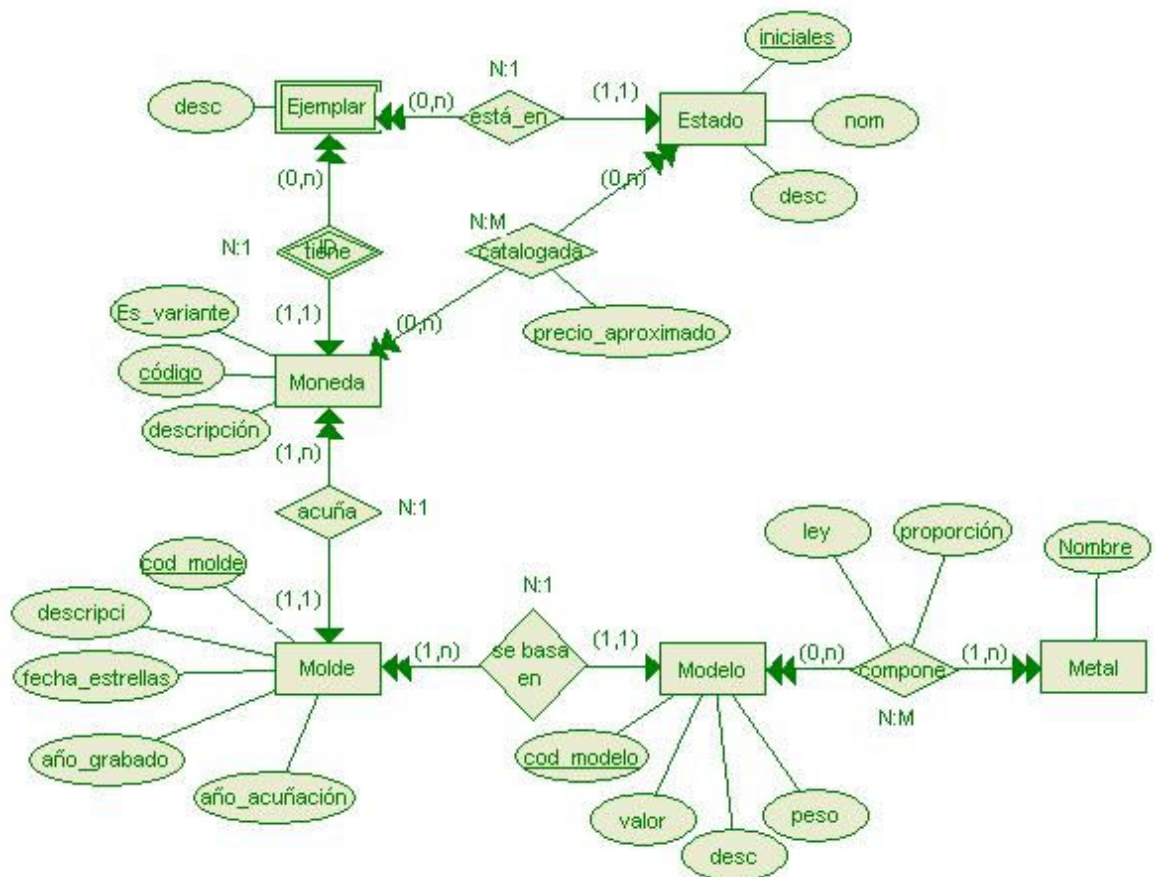 iniciales
N:1
desc
Ejemplar
(0,n)
está_en
(1,1)
Estado
nom
(0,n)
(0,n)
desc
N:M
N:1
ID
tiene
catalogada
Es_variante
(1,1)
(0,n)
precio_aproximado
código
Moneda
descripción
(1,n)
acuña
N:1
ley
proporción
Nombre
cod_molde
N:1
descripci
(1,1)
(1,n)
se basa
en
(1,1)
(0,n)
(1,n)
Molde
Modelo
compone
Metal
fecha_estrellas
N:M
año_grabado
cod_modelo
año_acuñación
valor
peso
desc